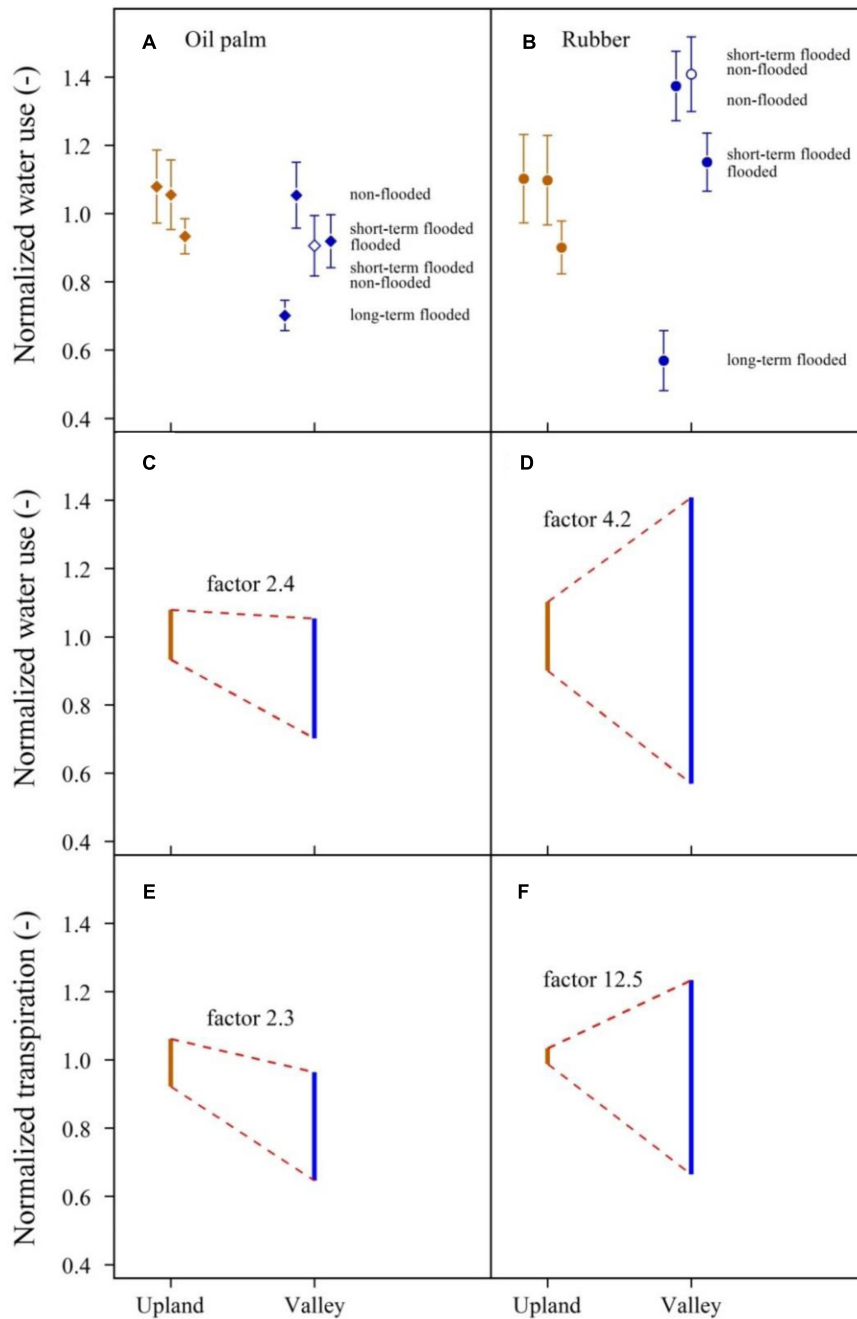 A Oil palm
B Rubber
Normalized water use (-)
1.4
1.2
1.0
0.8
0.6
0.4
non-flooded
short-term flooded
flooded
short-term flooded
non-flooded
long-term flooded
short-term flooded
non-flooded
non-flooded
short-term flooded
flooded
long-term flooded
C
D
Normalized water use (-)
1.4
1.2
1.0
0.8
0.6
0.4
factor 2.4
factor 4.2
E
F
Normalized transpiration (-)
1.4
1.2
1.0
0.8
0.6
0.4
factor 2.3
factor 12.5
Upland Valley
Upland Valley